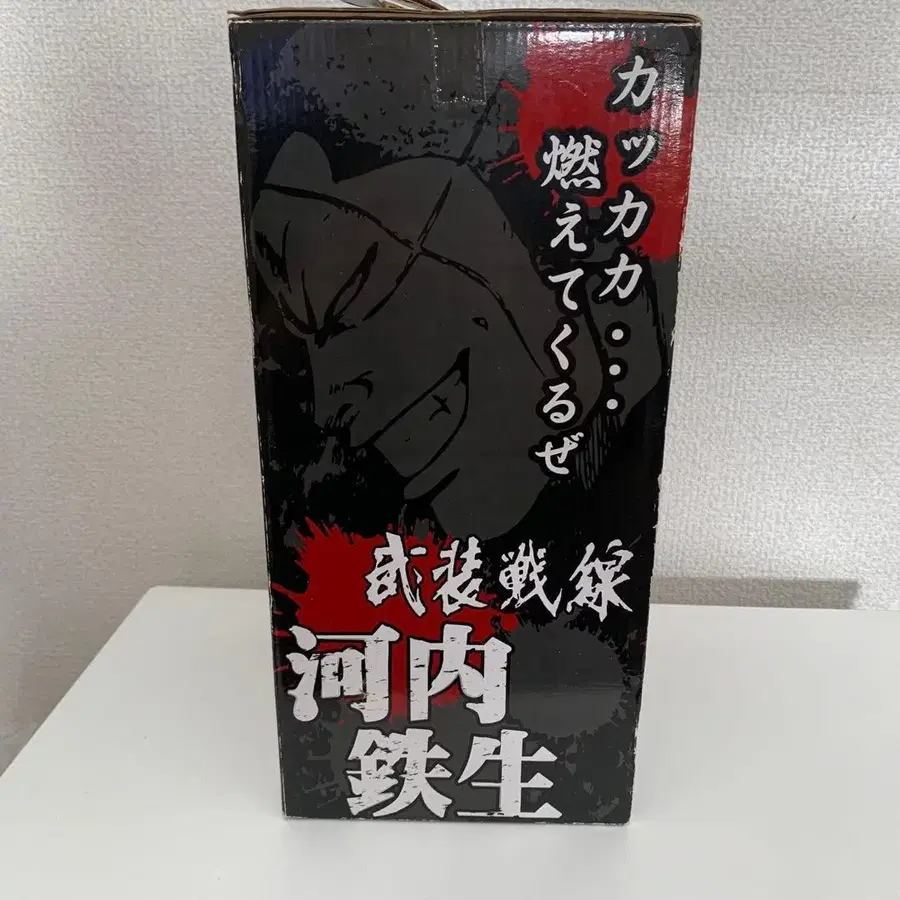 カッカカ・・・
燃えてくるぜ
武装戦線
河内
鉄生